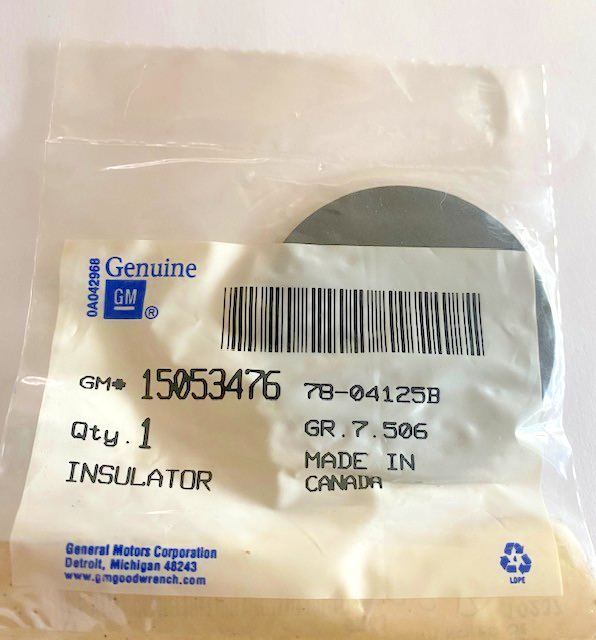 0A042968
Genuine
GM
®
GM# 15053476 78-04125B
Qty. 1 GR.7.506
INSULATOR MADE IN
CANADA
General Motors Corporation
Detroit, Michigan 48243
www.gmgoodwrench.com
LDPE